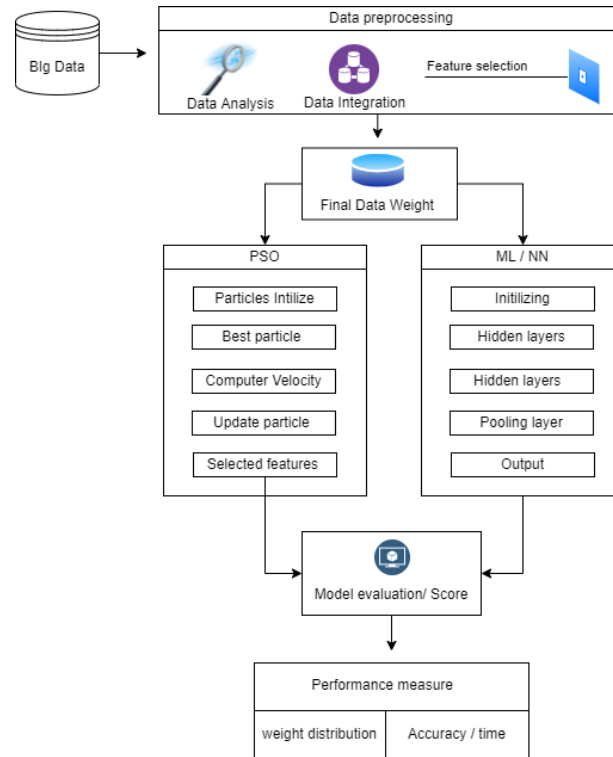 Data preprocessing
BIg Data
Feature selection
Data Analysis
Data Integration
Final Data Weight
PSO
Particles Intilize
Best particle
Computer Velocity
Update particle
Selected features
ML / NN
Initilizing
Hidden layers
Hidden layers
Pooling layer
Output
Model evaluation/ Score
Performance measure
weight distribution
Accuracy / time